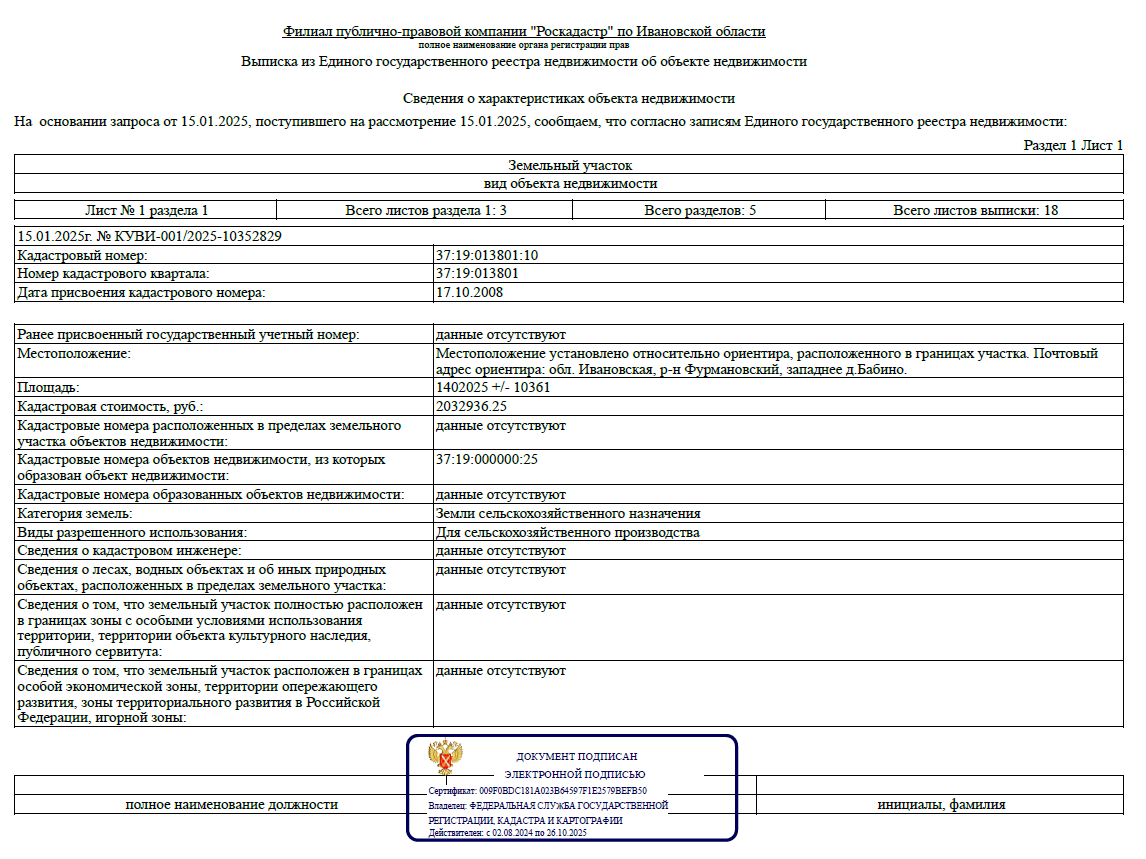 Филиал публично-правовой компании "Роскадастр" по Ивановской области
полное наименование органа регистрации прав
Выписка из Единого государственного реестра недвижимости об объекте недвижимости
Сведения о характеристиках объекта недвижимости
На основании запроса от 15.01.2025, поступившего на рассмотрение 15.01.2025, сообщаем, что согласно записям Единого государственного реестра недвижимости:
Раздел 1 Лист 1
Земельный участок
вид объекта недвижимости
Лист № 1 раздела 1 Всего листов раздела 1: 3 Всего разделов: 5 Всего листов выписки: 18
15.01.2025г. № КУВИ-001/2025-10352829
Кадастровый номер: 37:19:013801:10
Номер кадастрового квартала: 37:19:013801
Дата присвоения кадастрового номера: 17.10.2008
Ранее присвоенный государственный учетный номер: данные отсутствуют
Местоположение: Местоположение установлено относительно ориентира, расположенного в границах участка. Почтовый
адрес ориентира: обл. Ивановская, р-н Фурмановский, западнее д.Бабино.
Площадь: 1402025 +/- 10361
Кадастровая стоимость, руб.: 2032936.25
Кадастровые номера расположенных в пределах земельного данные отсутствуют
участка объектов недвижимости:
Кадастровые номера объектов недвижимости, из которых 37:19:000000:25
образован объект недвижимости:
Кадастровые номера образованных объектов недвижимости: данные отсутствуют
Категория земель: Земли сельскохозяйственного назначения
Виды разрешенного использования: Для сельскохозяйственного производства
Сведения о кадастровом инженере: данные отсутствуют
Сведения о лесах, водных объектах и об иных природных данные отсутствуют
объектах, расположенных в пределах земельного участка:
Сведения о том, что земельный участок полностью расположен данные отсутствуют
в границах зоны с особыми условиями использования
территории, территории объекта культурного наследия,
публичного сервитута:
Сведения о том, что земельный участок расположен в границах данные отсутствуют
особой экономической зоны, территории опережающего
развития, зоны территориального развития в Российской
Федерации, игорной зоны:
ДОКУМЕНТ ПОДПИСАН
ЭЛЕКТРОННОЙ ПОДПИСЬЮ
Сертификат: 009F0BDC181A023B64597F1E2579BEFB50
Владелец: ФЕДЕРАЛЬНАЯ СЛУЖБА ГОСУДАРСТВЕННОЙ
РЕГИСТРАЦИИ, КАДАСТРА И КАРТОГРАФИИ
Действителен: с 02.08.2024 по 26.10.2025
полное наименование должности инициалы, фамилия